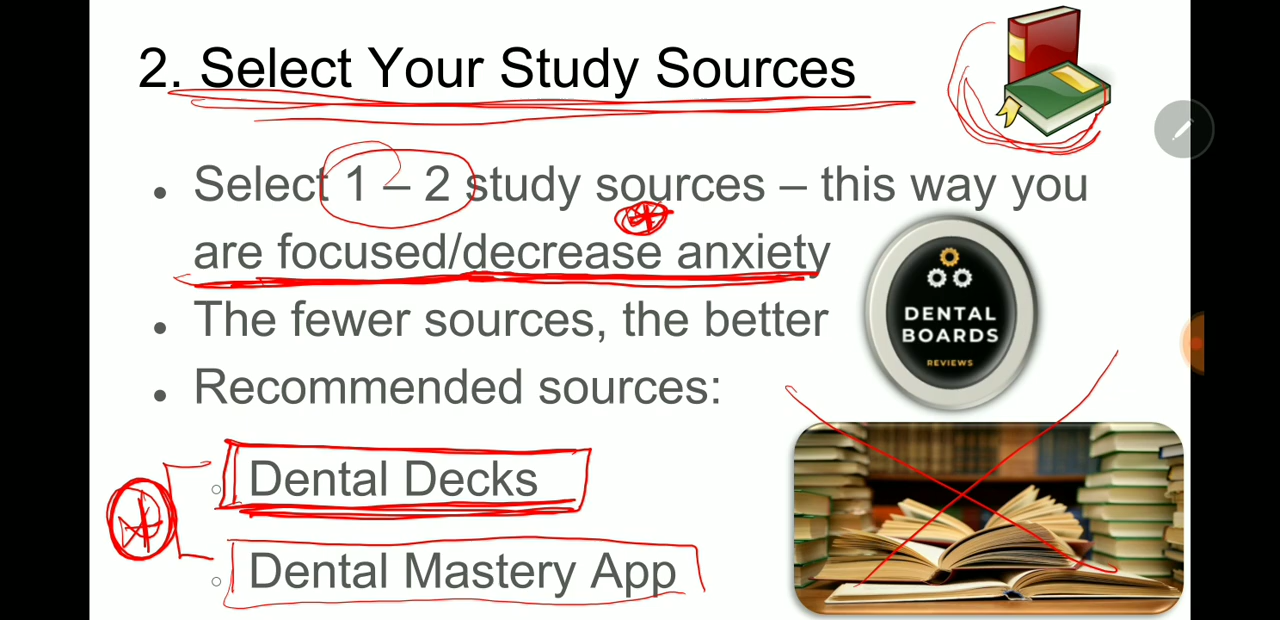 2. Select Your Study Sources
• Select 1 – 2 study sources – this way you
are focused/decrease anxiety
• The fewer sources, the better
• Recommended sources:
○ Dental Decks
○ Dental Mastery App
DENTAL
BOARDS
REVIEWS